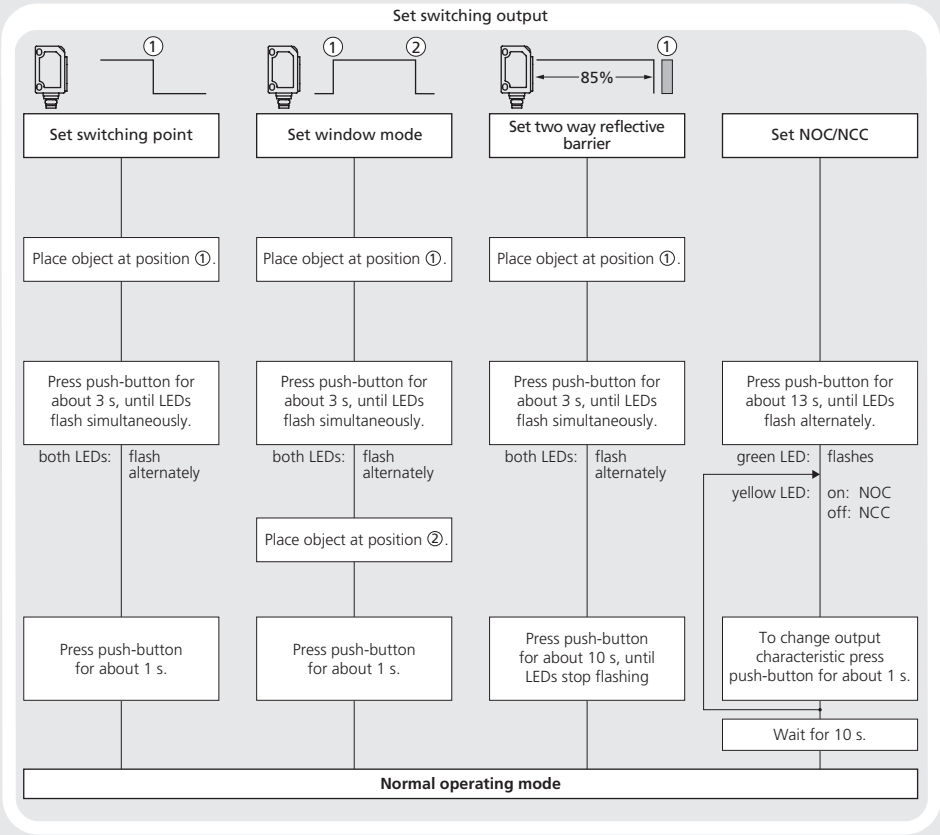 Set switching output
①
① ②
①
85%
Set switching point
Set window mode
Set two way reflective
barrier
Set NOC/NCC
Place object at position ①.
Place object at position ①.
Place object at position ①.
Press push-button for
about 3 s, until LEDs
flash simultaneously.
Press push-button for
about 3 s, until LEDs
flash simultaneously.
Press push-button for
about 3 s, until LEDs
flash simultaneously.
Press push-button for
about 13 s, until LEDs
flash alternately.
both LEDs: flash
alternately
both LEDs: flash
alternately
both LEDs: flash
alternately
green LED: flashes
yellow LED: on: NOC
off: NCC
Place object at position ②.
Press push-button
for about 1 s.
Press push-button
for about 1 s.
Press push-button
for about 10 s, until
LEDs stop flashing
To change output
characteristic press
push-button for about 1 s.
Wait for 10 s.
Normal operating mode